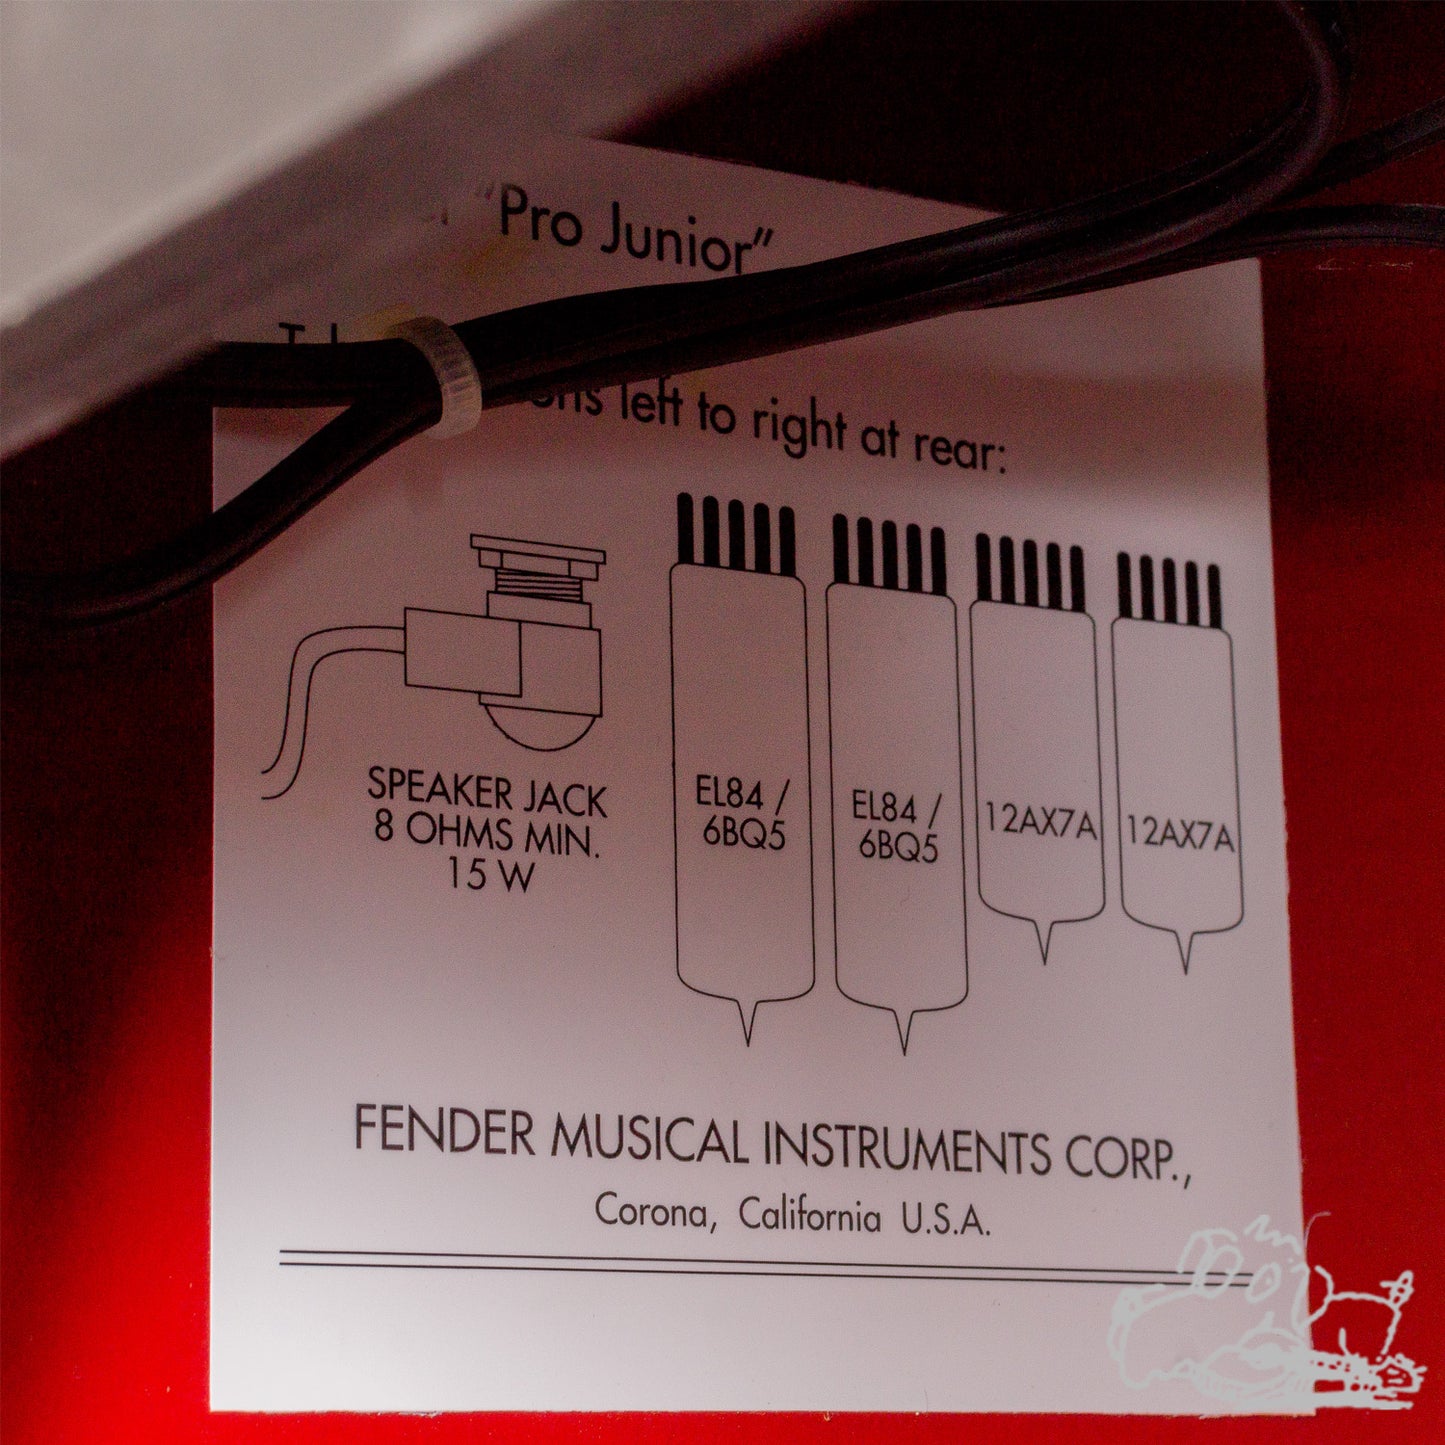 "Pro Junior"
left to right at rear:
SPEAKER JACK
8 OHMS MIN.
15 W
EL84 /
6BQ5
EL84 /
6BQ5
12AX7A
12AX7A
FENDER MUSICAL INSTRUMENTS CORP.,
Corona, California U.S.A.